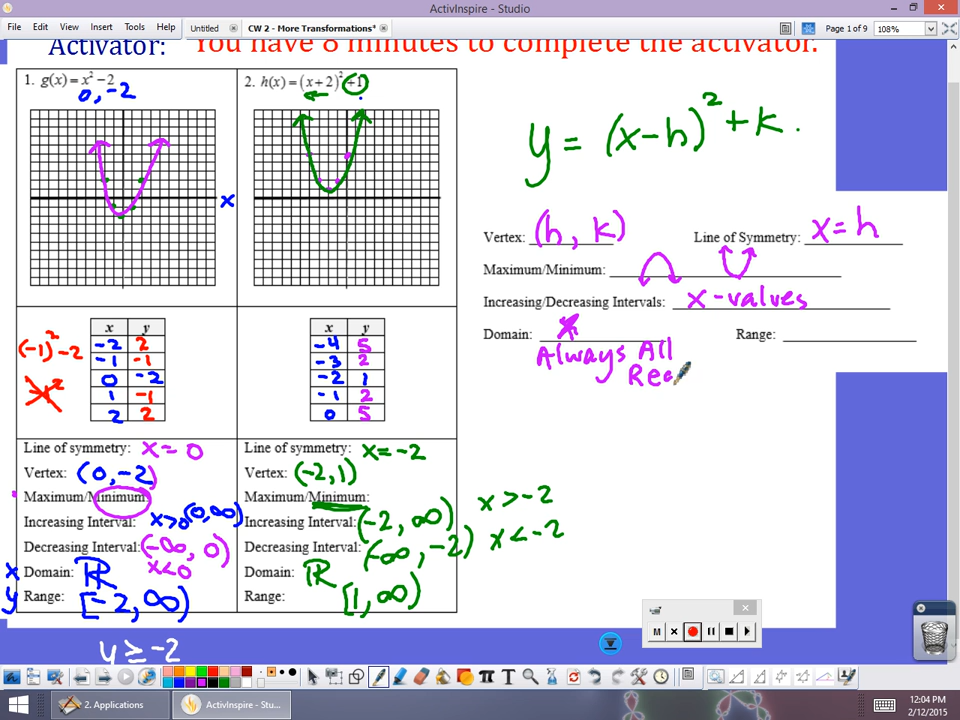 ActivInspire - Studio
File Edit View Insert Tools Help
Untitled
CW 2 - More Transformations*
Page 1 of 9
108%
Activator: You have 8 minutes to complete the activator.
1. g(x) = x² − 2
0, -2
2. h(x) = (x + 2)² + 1
y = (x-h)² + k.
x
Vertex: (h, k)
Line of Symmetry: x = h
Maximum/Minimum:
Increasing/Decreasing Intervals: x-values
Domain:
Range:
Always All
Rea
x y
-2 2
-1 -1
0 -2
1 -1
2 2
(-1)² -2
x y
-4 5
-3 2
-2 1
-1 2
0 5
Line of symmetry: x = 0
Vertex: (0, -2)
Maximum/Minimum:
Increasing Interval: x>0 (0, ∞)
Decreasing Interval: (-∞, 0)
x<0
x Domain: ℝ
y Range: [-2, ∞)
y ≥ -2
Line of symmetry: x = -2
Vertex: (-2, 1)
Maximum/Minimum:
Increasing Interval: (-2, ∞) x > -2
Decreasing Interval: (-∞, -2) x < -2
Domain: ℝ
Range: [1, ∞)
M
2. Applications
ActivInspire - Stu...
12:04 PM
2/12/2015